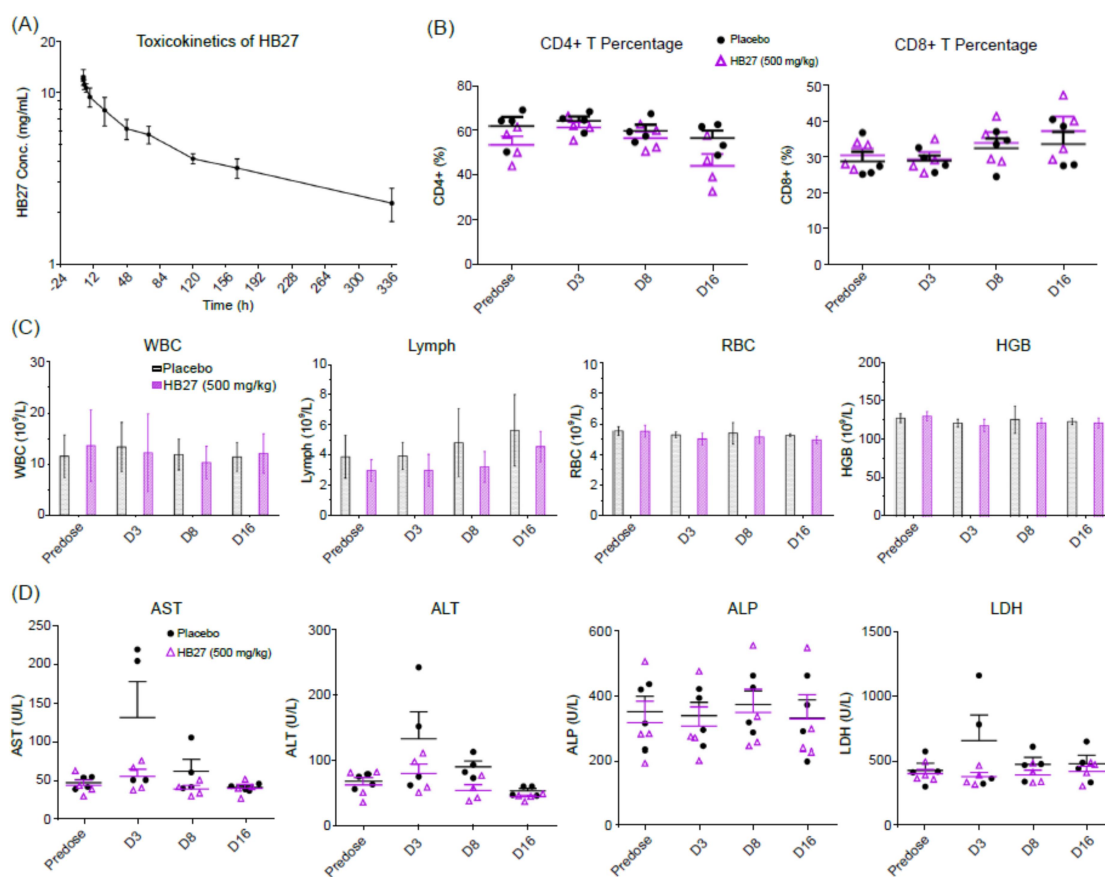 (A)
Toxicokinetics of HB27
HB27 Conc. (mg/mL)
20
10
1
-24 12 48 84 120 156 192 228 264 300 336
Time (h)
(B)
CD4+ T Percentage
Placebo
HB27 (500 mg/kg)
CD4+ (%)
80
60
40
20
0
Predose D3 D8 D16
CD8+ T Percentage
CD8+ (%)
50
40
30
20
10
0
Predose D3 D8 D16
(C)
WBC
Placebo
HB27 (500 mg/kg)
WBC (10⁹/L)
30
20
10
0
Predose D3 D8 D16
Lymph
Lymph (10⁹/L)
10
8
6
4
2
0
Predose D3 D8 D16
RBC
RBC (10⁹/L)
10
8
6
4
2
0
Predose D3 D8 D16
HGB
HGB (10⁹/L)
150
125
100
75
50
25
0
Predose D3 D8 D16
(D)
AST
Placebo
HB27 (500 mg/kg)
AST (U/L)
250
200
150
100
50
0
Predose D3 D8 D16
ALT
ALT (U/L)
300
200
100
0
Predose D3 D8 D16
ALP
ALP (U/L)
600
400
200
0
Predose D3 D8 D16
LDH
LDH (U/L)
1500
1000
500
0
Predose D3 D8 D16